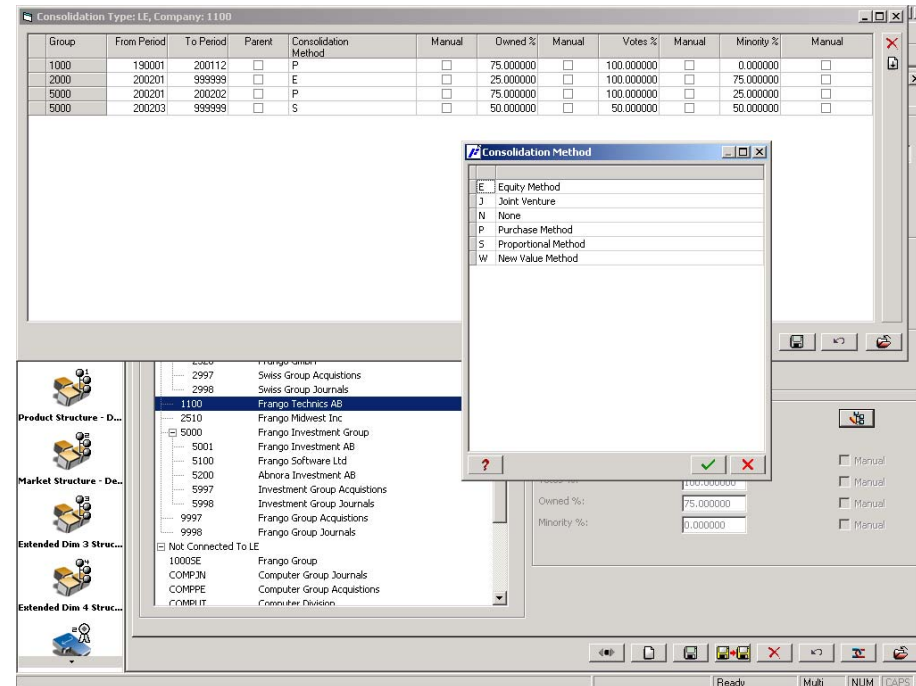 Consolidation Type: LE, Company: 1100
Group From Period To Period Parent Consolidation Method Manual Owned % Manual Votes % Manual Minority % Manual
1000 190001 200112 P 75.000000 100.000000 0.000000
2000 200201 999999 E 25.000000 100.000000 75.000000
5000 200201 200202 P 75.000000 100.000000 25.000000
5000 200203 999999 S 50.000000 50.000000 50.000000
Consolidation Method
E Equity Method
J Joint Venture
N None
P Purchase Method
S Proportional Method
W New Value Method
Product Structure - D...
Market Structure - De...
Extended Dim 3 Struc...
Extended Dim 4 Struc...
2997 Swiss Group Acquistions
2998 Swiss Group Journals
1100 Frango Technics AB
2510 Frango Midwest Inc
5000 Frango Investment Group
5001 Frango Investment AB
5100 Frango Software Ltd
5200 Abnora Investment AB
5997 Investment Group Acquistions
5998 Investment Group Journals
9997 Frango Group Acquistions
9998 Frango Group Journals
Not Connected To LE
1000SE Frango Group
COMPJN Computer Group Journals
COMPPE Computer Group Acquistions
COMPUT Computer Division
Manual
100.000000 Manual
Owned %: 75.000000 Manual
Minority %: 0.000000 Manual
Ready Multi NUM CAPS